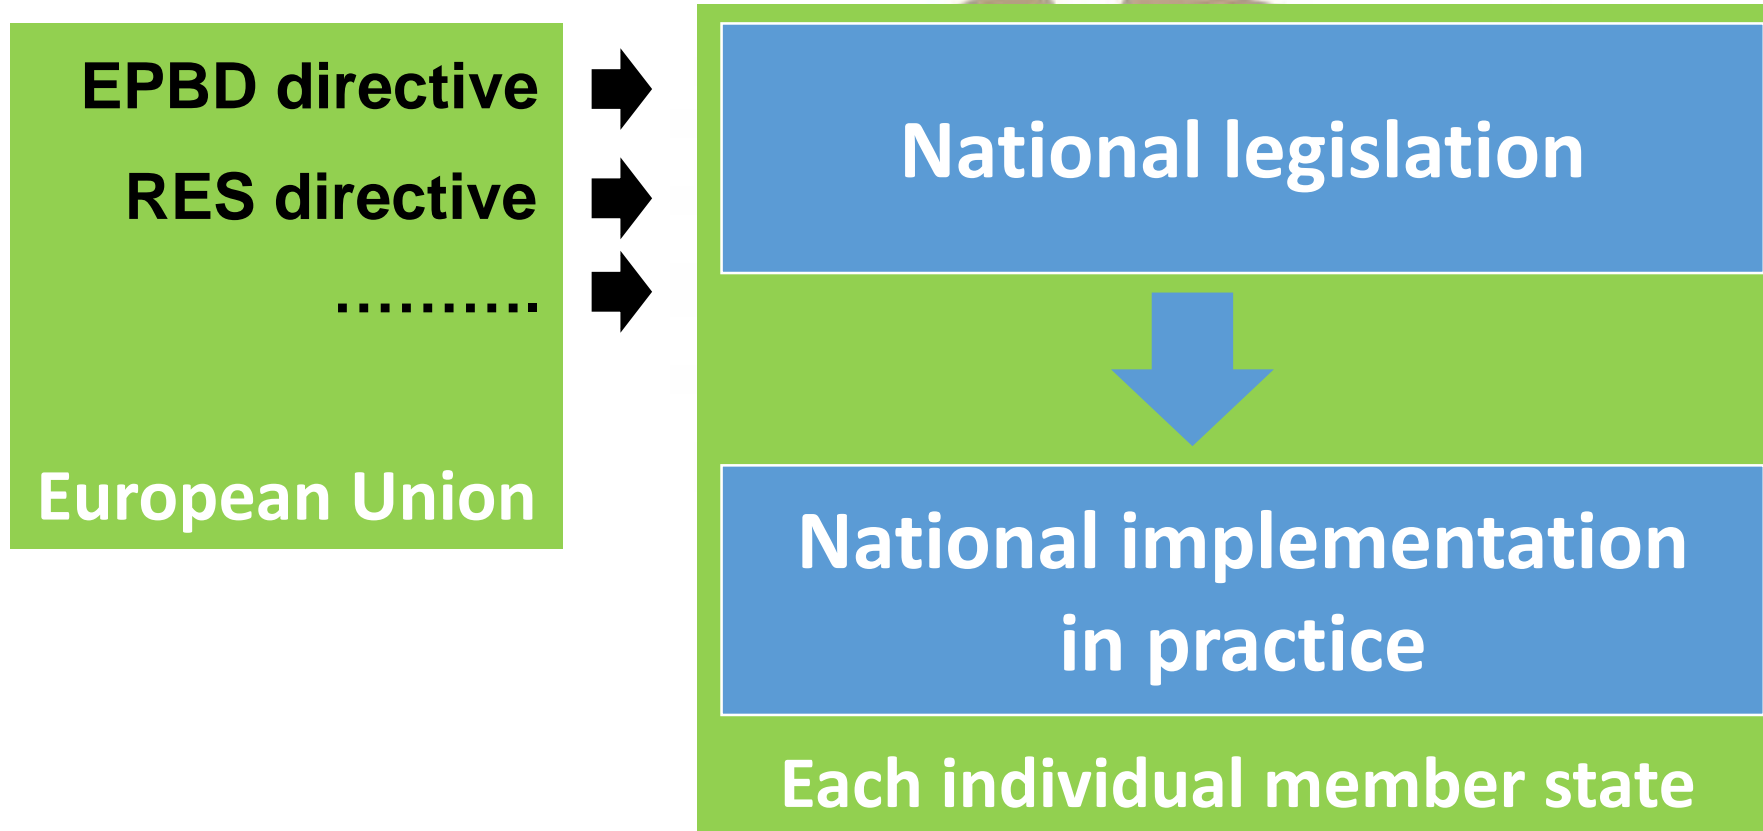 EPBD directive
RES directive
……….
European Union
National legislation
National implementation
in practice
Each individual member state